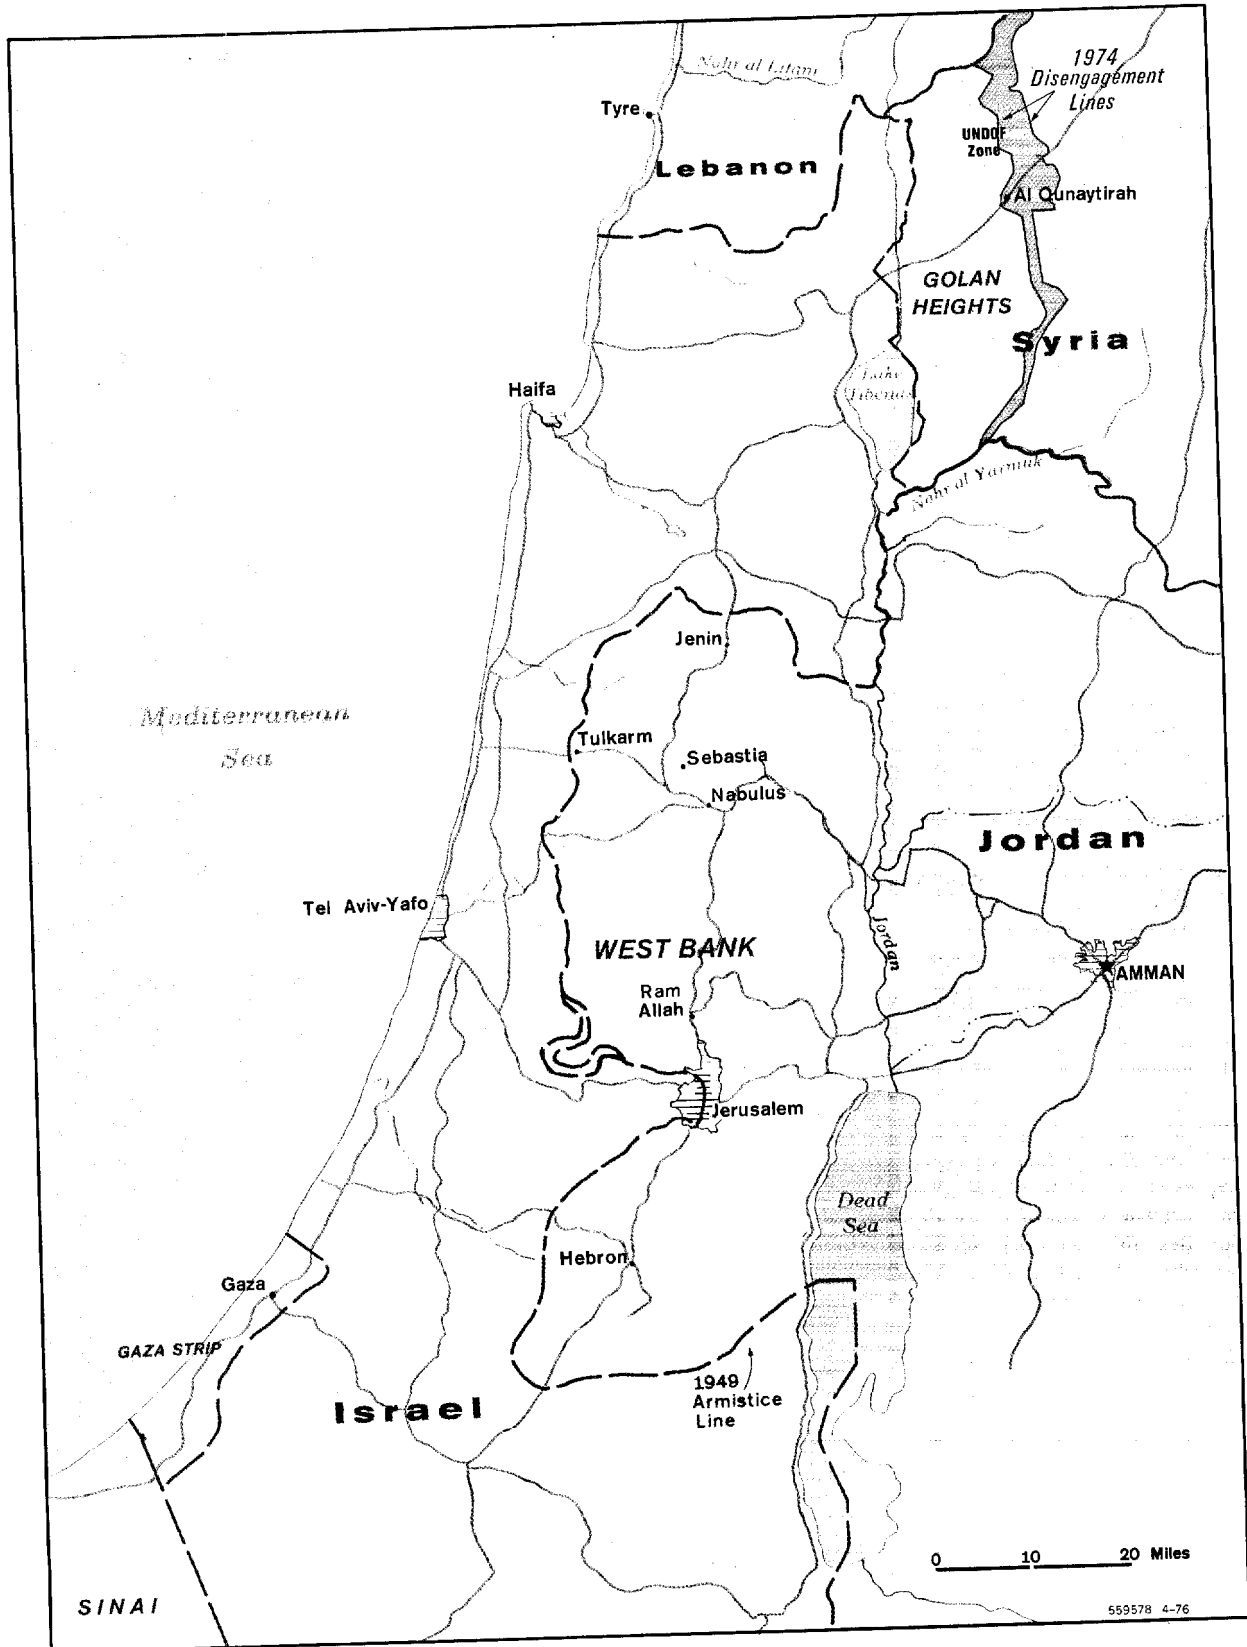 Nahr al Litani
1974
Disengagement
Lines
Tyre
UNDOF
Zone
Lebanon
Al Qunaytirah
GOLAN
HEIGHTS
Syria
Haifa
Lake
Tiberias
Nahr al Yarmuk
Jenin
Mediterranean
Sea
Tulkarm
Sebastia
Nabulus
Jordan
Tel Aviv-Yafo
WEST BANK
Jordan
AMMAN
Ram
Allah
Jerusalem
Dead
Sea
Hebron
Gaza
GAZA STRIP
1949
Armistice
Line
Israel
0 10 20 Miles
SINAI
559578 4-76